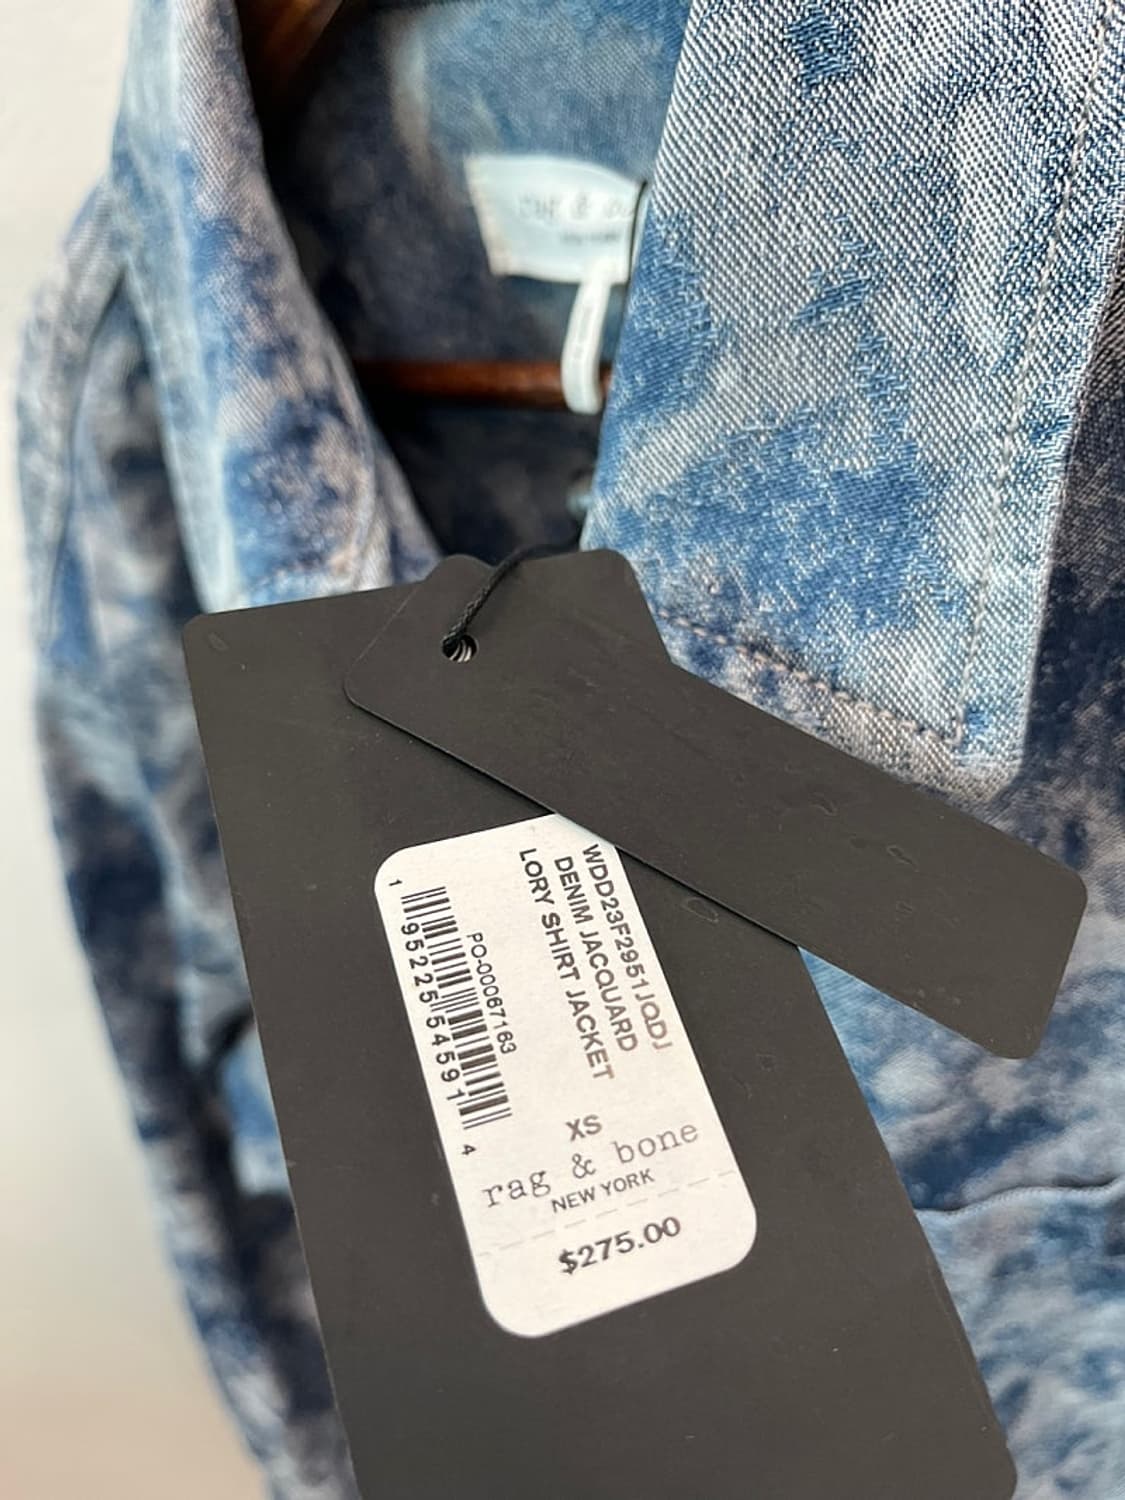 WDD23F2951JQDJ
DENIM JACQUARD
LORY SHIRT JACKET
PO-00067163
1 95225 54591 4
XS
rag & bone
NEW YORK
$275.00